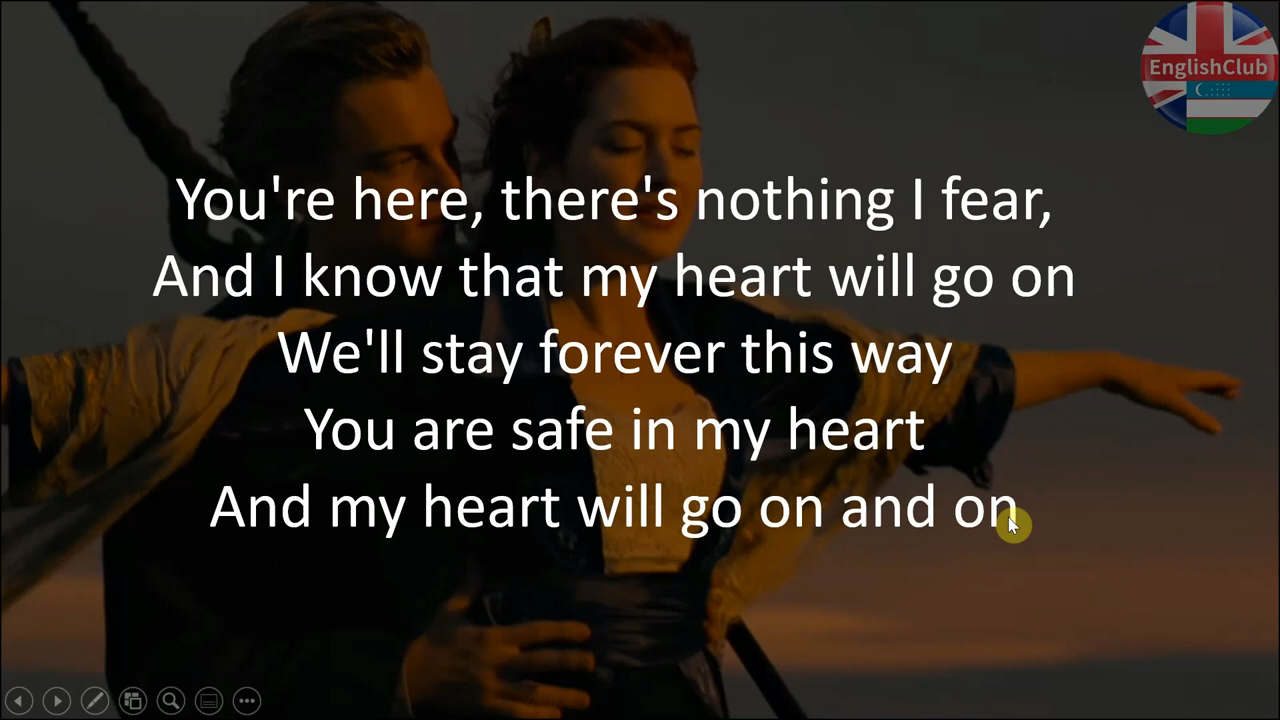 EnglishClub
You're here, there's nothing I fear,
And I know that my heart will go on
We'll stay forever this way
You are safe in my heart
And my heart will go on and on